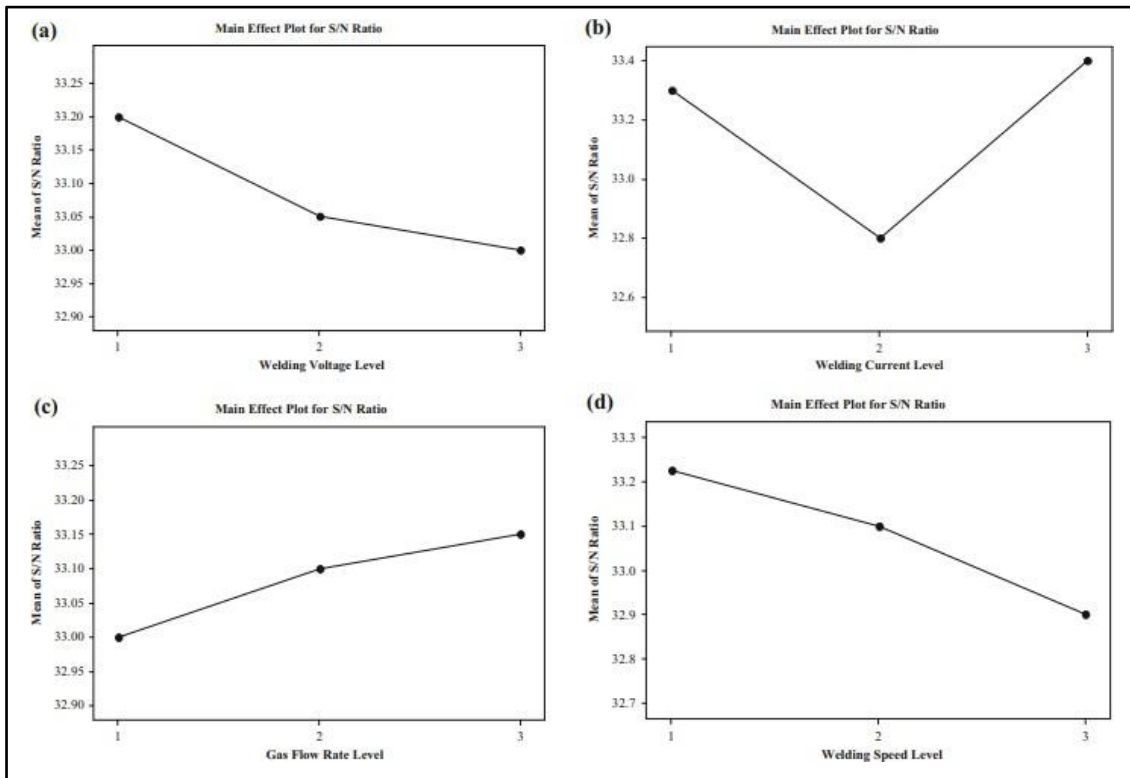 (a)
Main Effect Plot for S/N Ratio
Mean of S/N Ratio
33.25
33.20
33.15
33.10
33.05
33.00
32.95
32.90
1 2 3
Welding Voltage Level
(b)
Main Effect Plot for S/N Ratio
Mean of S/N Ratio
33.4
33.2
33.0
32.8
32.6
1 2 3
Welding Current Level
(c)
Main Effect Plot for S/N Ratio
Mean of S/N Ratio
33.25
33.20
33.15
33.10
33.05
33.00
32.95
32.90
1 2 3
Gas Flow Rate Level
(d)
Main Effect Plot for S/N Ratio
Mean of S/N Ratio
33.3
33.2
33.1
33.0
32.9
32.8
32.7
1 2 3
Welding Speed Level